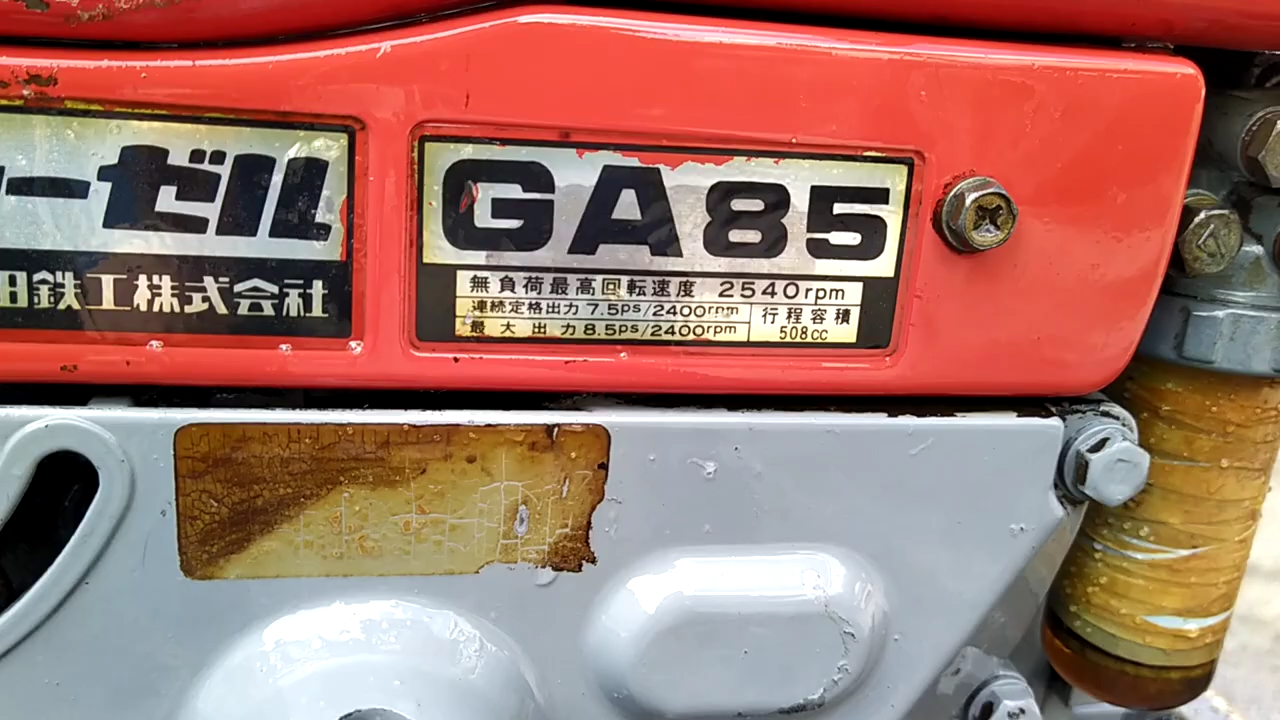 ーゼル
田鉄工株式会社
GA85
無負荷最高回転速度 2540rpm
連続定格出力 7.5ps/2400rpm
最大出力 8.5ps/2400rpm
行程容積
508cc